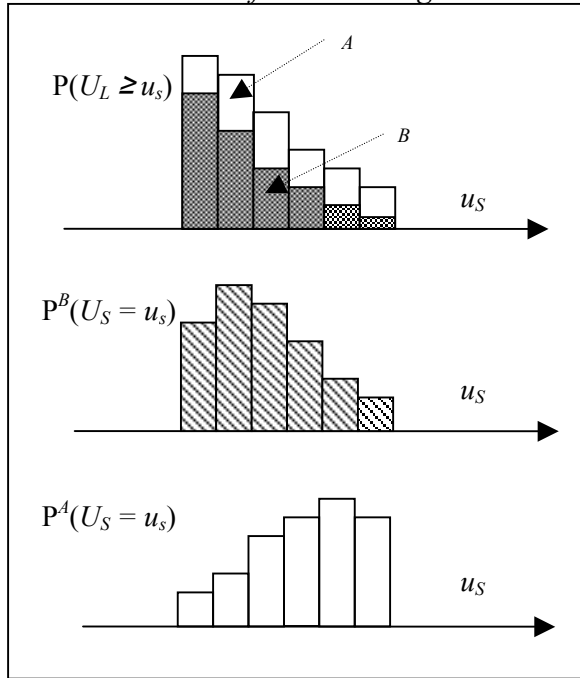 A
P(U_L ≥ u_s)
B
u_S
P^B(U_S = u_s)
u_S
P^A(U_S = u_s)
u_S